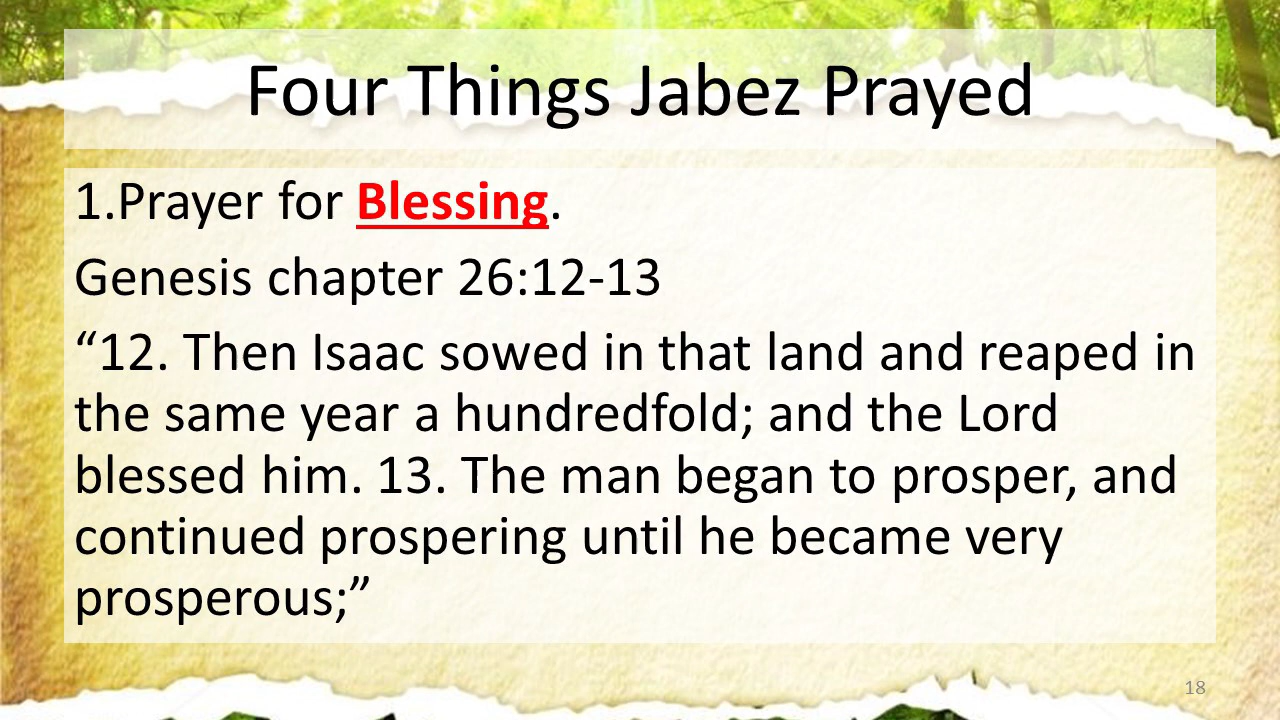 Four Things Jabez Prayed
1.Prayer for Blessing.
Genesis chapter 26:12-13
“12. Then Isaac sowed in that land and reaped in
the same year a hundredfold; and the Lord
blessed him. 13. The man began to prosper, and
continued prospering until he became very
prosperous;”
18